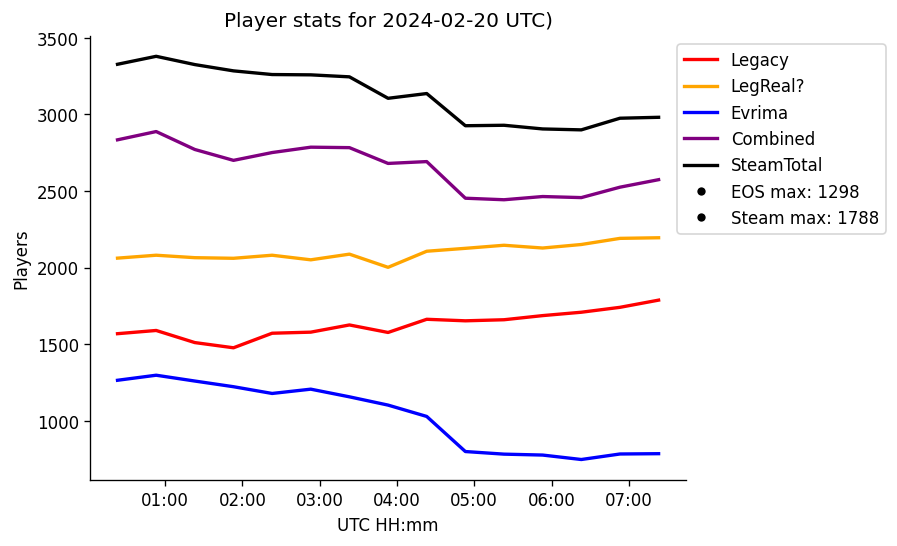 Player stats for 2024-02-20 UTC)
3500
3000
2500
2000
1500
1000
Players
01:00 02:00 03:00 04:00 05:00 06:00 07:00
UTC HH:mm
Legacy
LegReal?
Evrima
Combined
SteamTotal
EOS max: 1298
Steam max: 1788